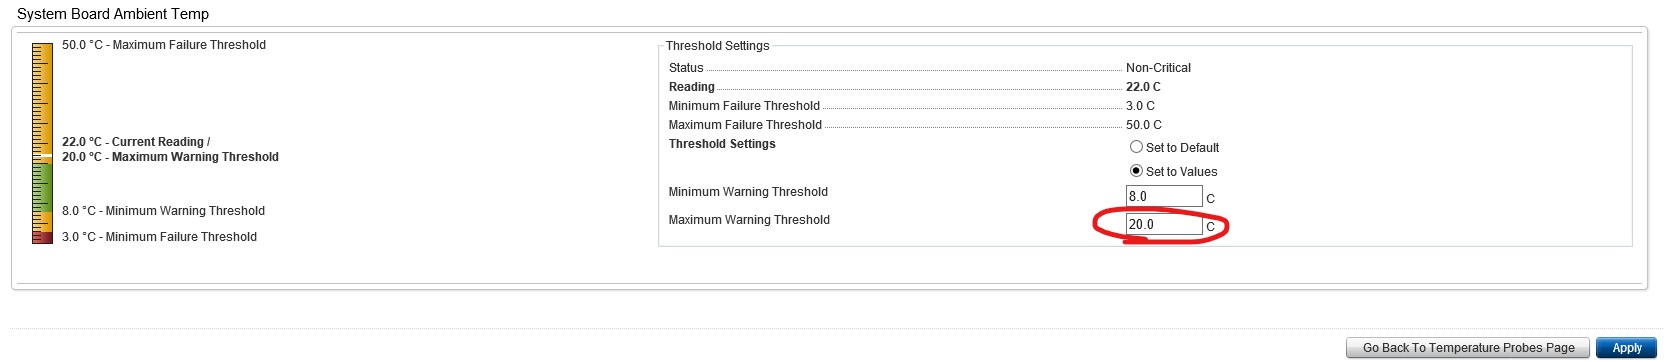 System Board Ambient Temp
50.0 °C - Maximum Failure Threshold
22.0 °C - Current Reading /
20.0 °C - Maximum Warning Threshold
8.0 °C - Minimum Warning Threshold
3.0 °C - Minimum Failure Threshold
Threshold Settings
Status Non-Critical
Reading 22.0 C
Minimum Failure Threshold 3.0 C
Maximum Failure Threshold 50.0 C
Threshold Settings Set to Default
Set to Values
Minimum Warning Threshold 8.0 C
Maximum Warning Threshold 20.0 C
Go Back To Temperature Probes Page Apply